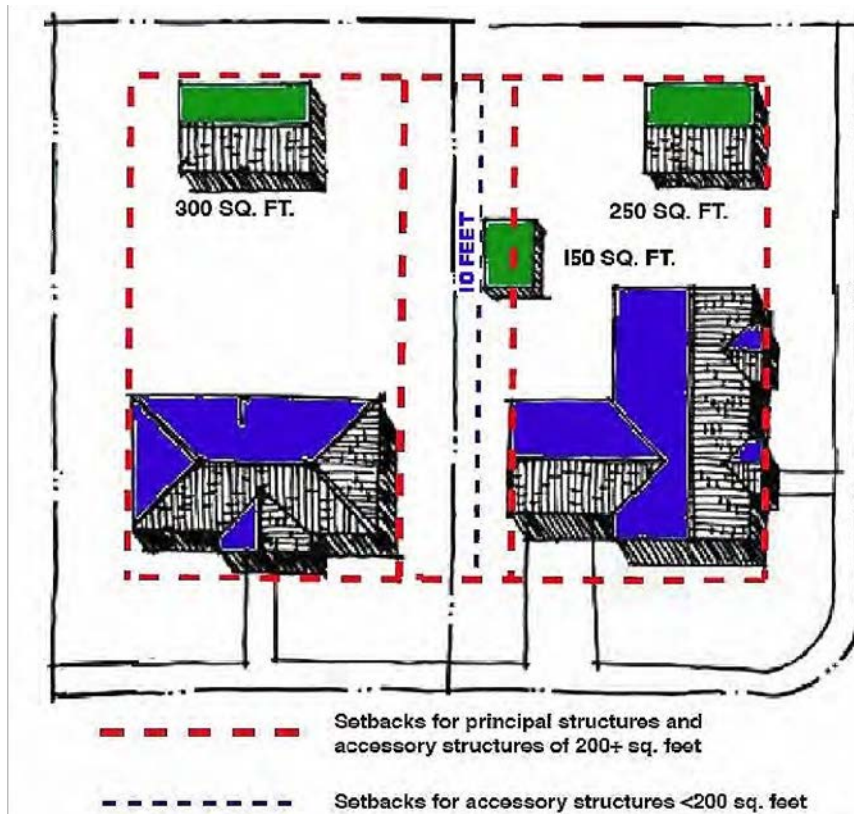 300 SQ. FT.
250 SQ. FT.
10 FEET
150 SQ. FT.
Setbacks for principal structures and
accessory structures of 200+ sq. feet
Setbacks for accessory structures <200 sq. feet